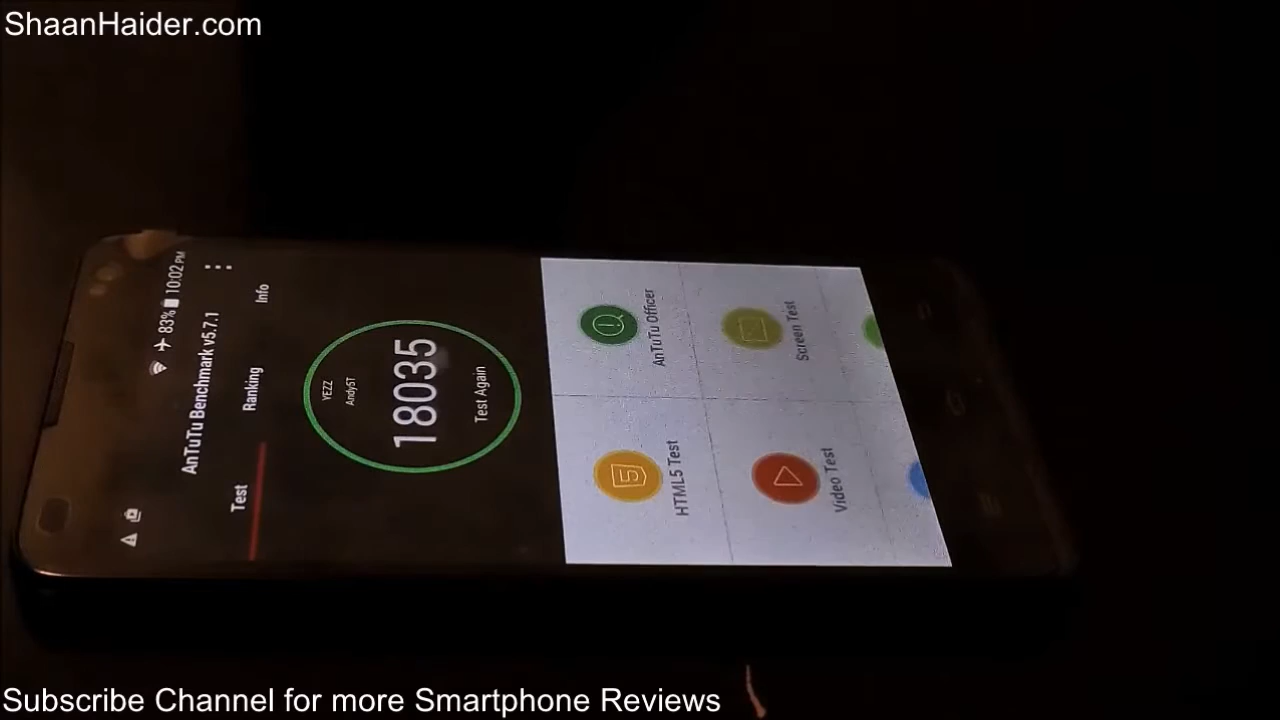 ShaanHaider.com
83% 10:02 PM
AnTuTu Benchmark v5.7.1
Test Ranking Info
YEZZ
Andy5T
18035
Test Again
HTML5 Test AnTuTu Officer
Video Test Screen Test
Subscribe Channel for more Smartphone Reviews